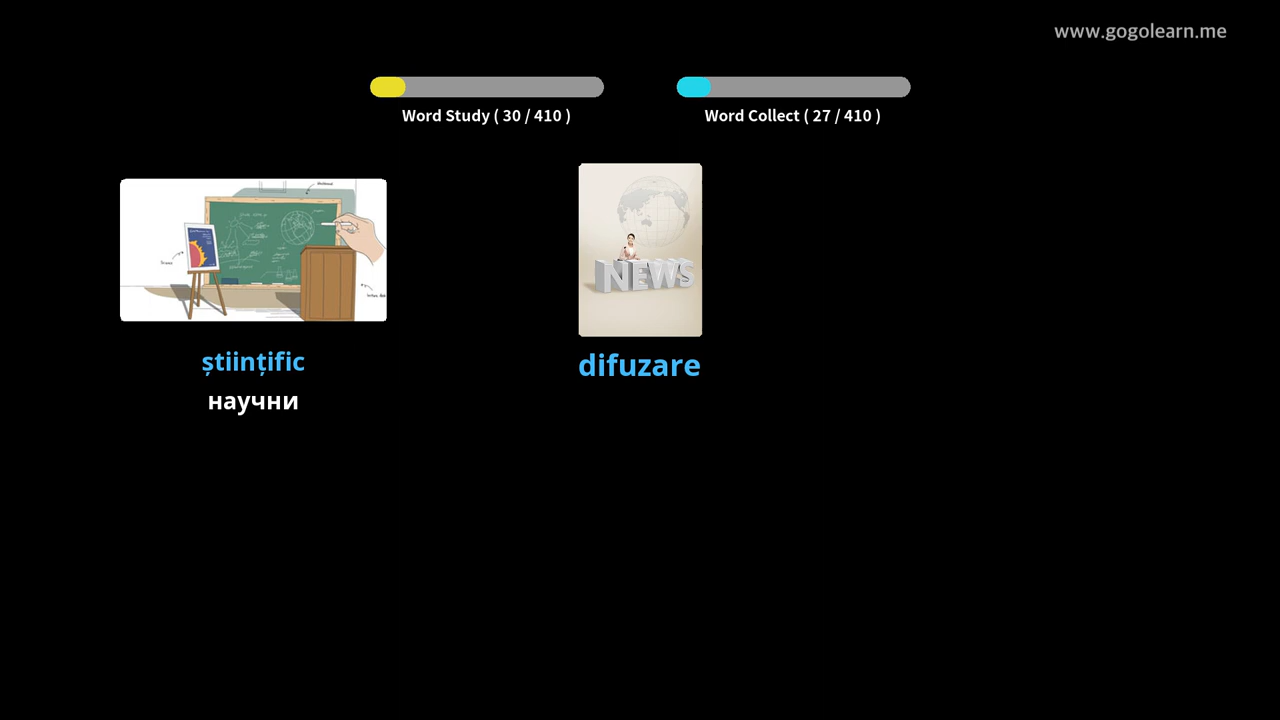 www.gogolearn.me
Word Study ( 30 / 410 )
Word Collect ( 27 / 410 )
NEWS
științific
научни
difuzare